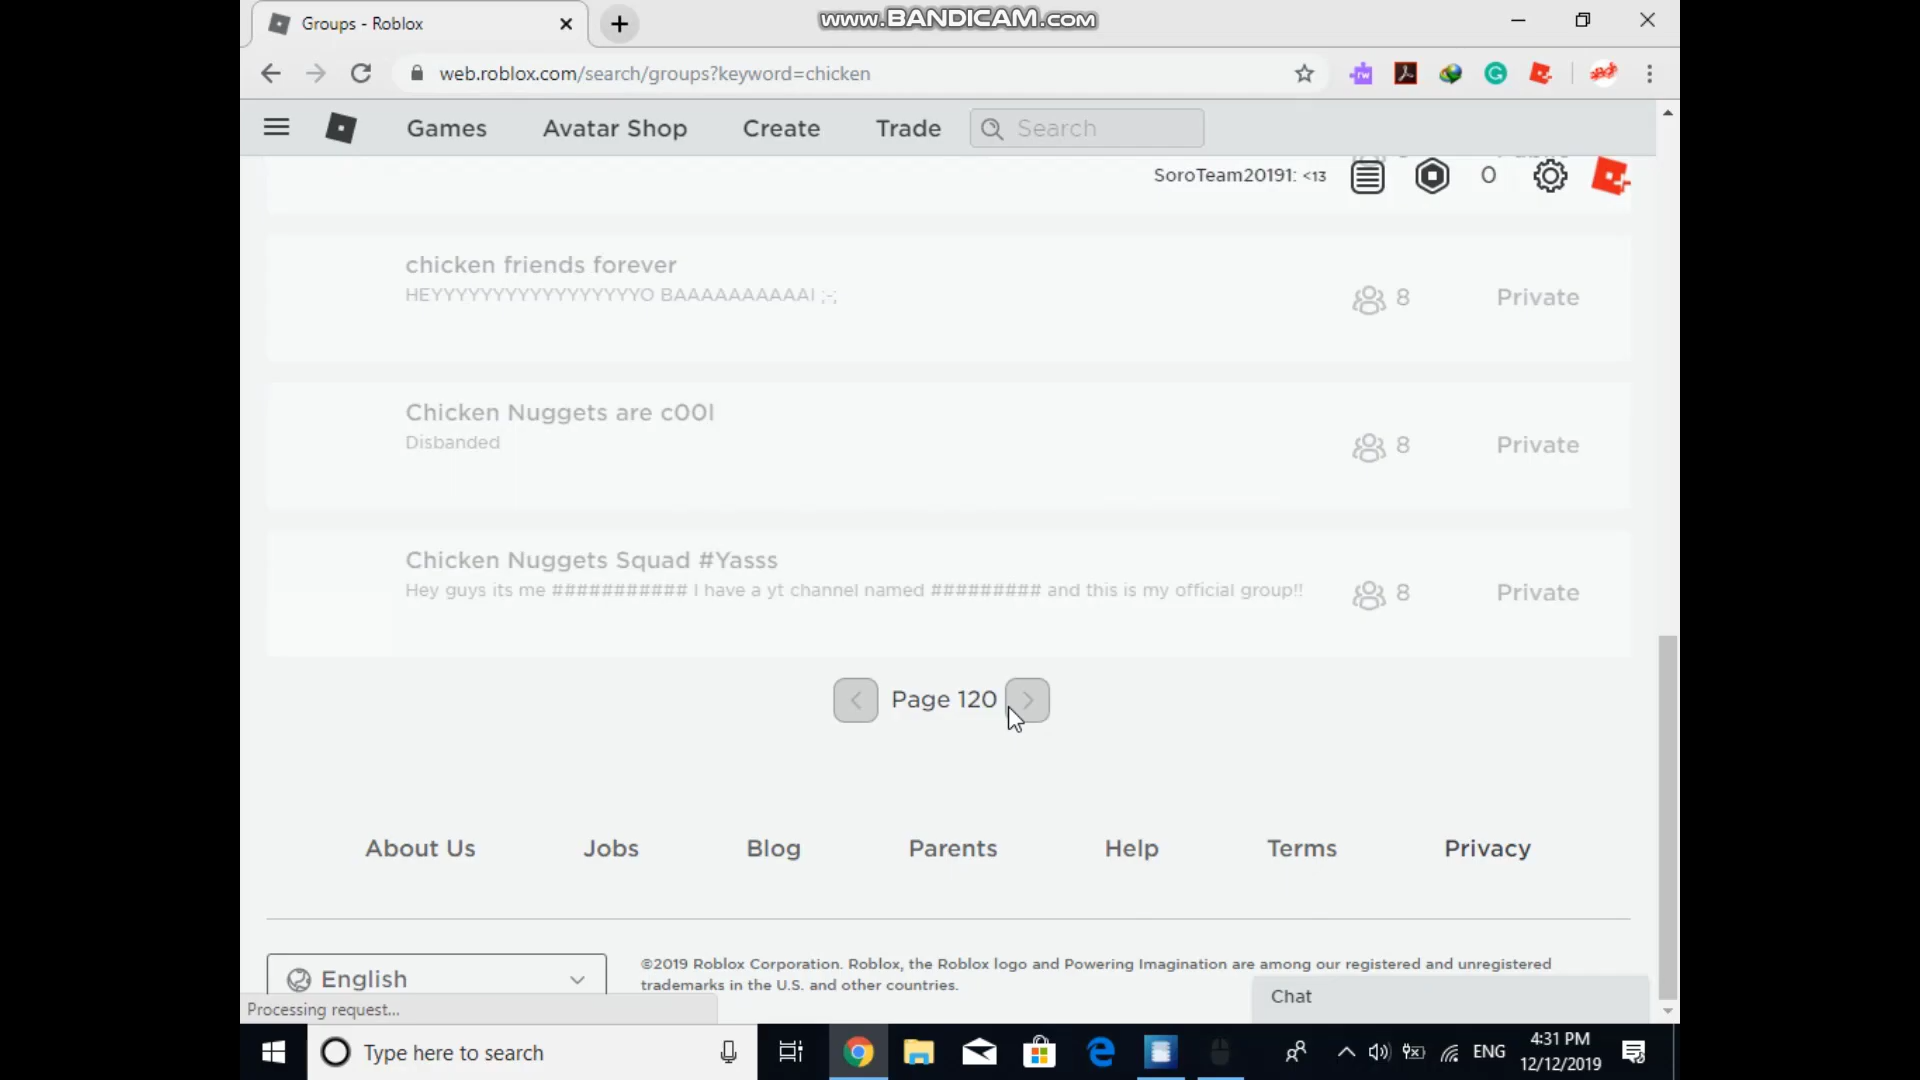 Groups - Roblox
www.BANDICAM.com
web.roblox.com/search/groups?keyword=chicken
Games Avatar Shop Create Trade Search
SoroTeam20191: <13 0
chicken friends forever
HEYYYYYYYYYYYYYYYYYO BAAAAAAAAAAI ;-;
8 Private
Chicken Nuggets are c00l
Disbanded
8 Private
Chicken Nuggets Squad #Yasss
Hey guys its me ########### I have a yt channel named ######### and this is my official group!!
8 Private
Page 120
About Us Jobs Blog Parents Help Terms Privacy
English
©2019 Roblox Corporation. Roblox, the Roblox logo and Powering Imagination are among our registered and unregistered
trademarks in the U.S. and other countries.
Chat
Processing request...
Type here to search
ENG
4:31 PM
12/12/2019